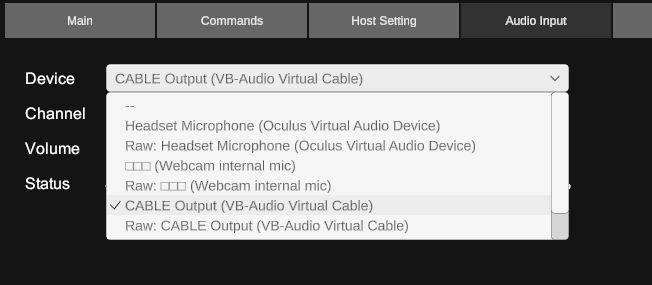 Main
Commands
Host Setting
Audio Input
Device
CABLE Output (VB-Audio Virtual Cable)
--
Channel
Headset Microphone (Oculus Virtual Audio Device)
Volume
Raw: Headset Microphone (Oculus Virtual Audio Device)
□□□ (Webcam internal mic)
Status
Raw: □□□ (Webcam internal mic)
CABLE Output (VB-Audio Virtual Cable)
Raw: CABLE Output (VB-Audio Virtual Cable)